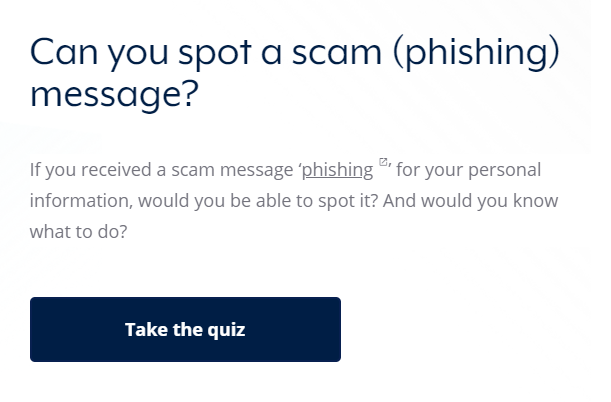 Can you spot a scam (phishing)
message?
If you received a scam message ‘phishing ’ for your personal
information, would you be able to spot it? And would you know
what to do?
Take the quiz